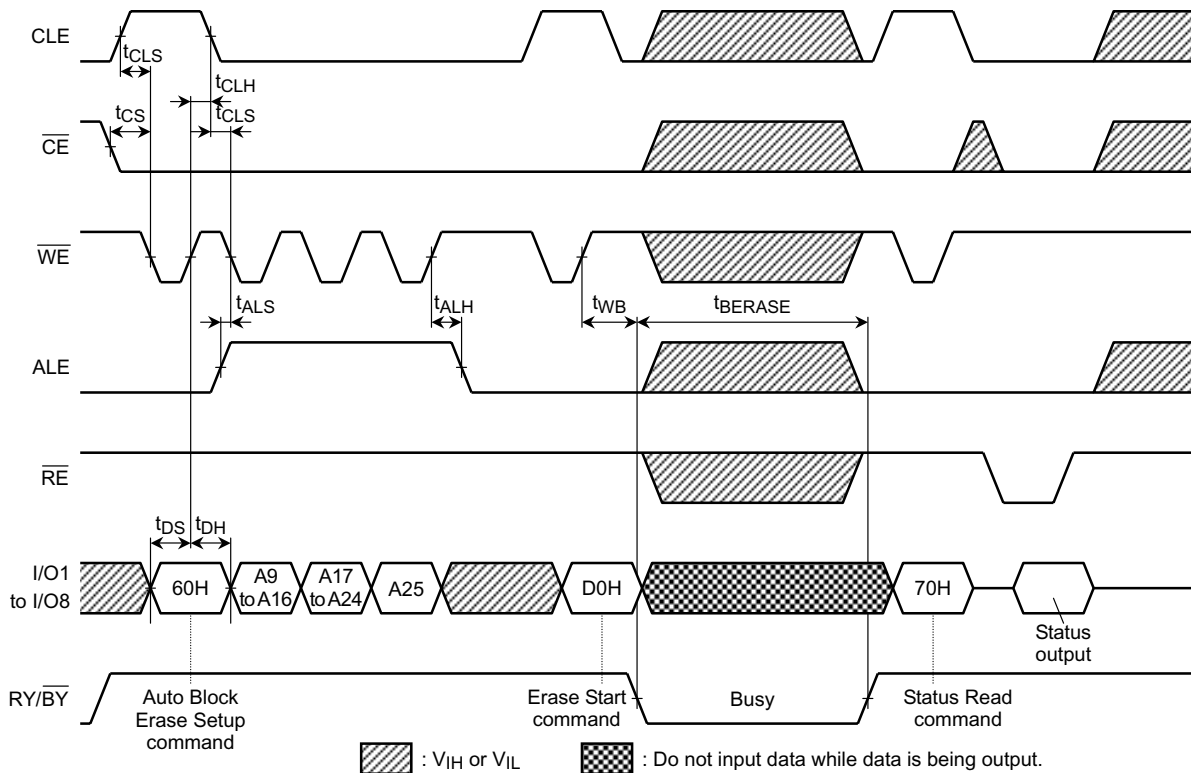 CLE
tCLS
tCLH
tCS
tCLS
CE
WE
tALS
tALH
tWB
tBERASE
ALE
RE
tDS
tDH
I/O1
to I/O8
60H
A9
to A16
A17
to A24
A25
D0H
70H
Status
output
RY/BY
Auto Block
Erase Setup
command
Erase Start
command
Busy
Status Read
command
: VIH or VIL
: Do not input data while data is being output.